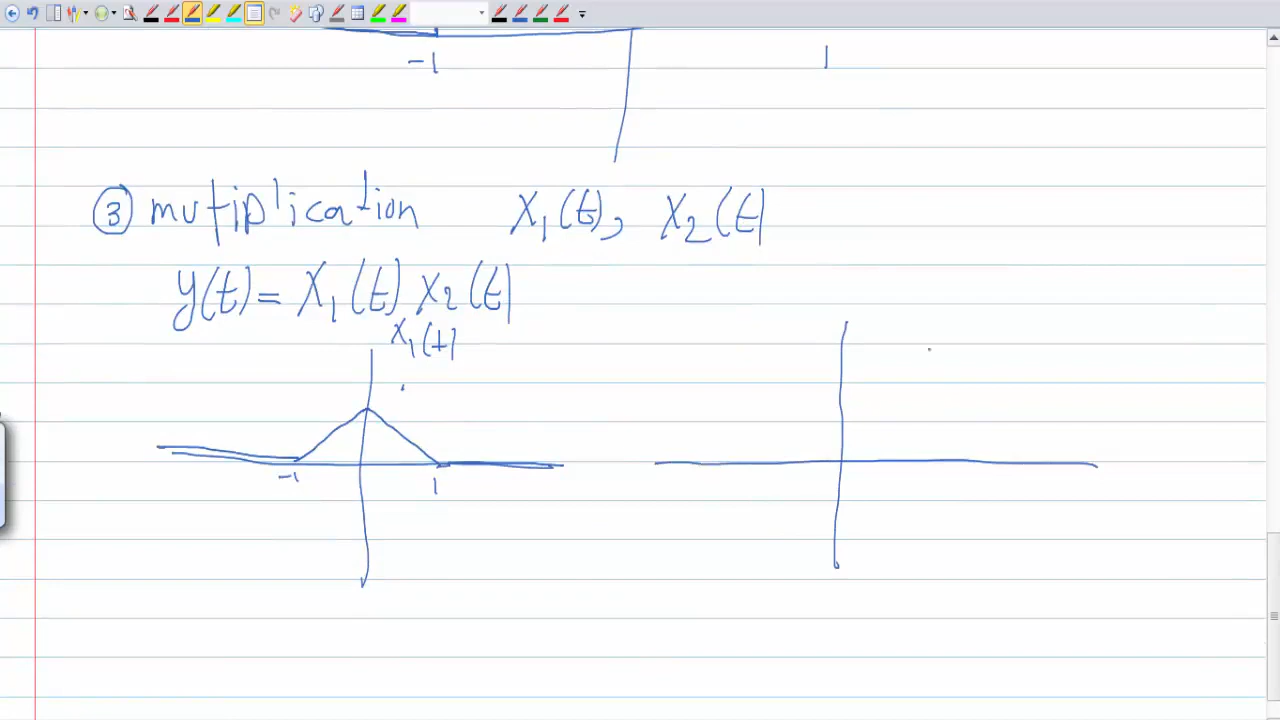 -1 1
③ mutiplication x₁(t), x₂(t)
y(t) = x₁(t) x₂(t)
x₁(t)
-1 1